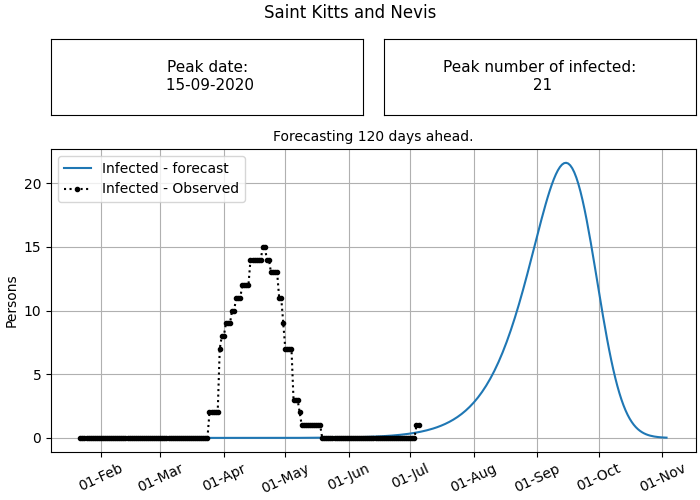 Saint Kitts and Nevis
Peak date:
15-09-2020
Peak number of infected:
21
Forecasting 120 days ahead.
Infected - forecast
Infected - Observed
Persons
20
15
10
5
0
01-Feb
01-Mar
01-Apr
01-May
01-Jun
01-Jul
01-Aug
01-Sep
01-Oct
01-Nov